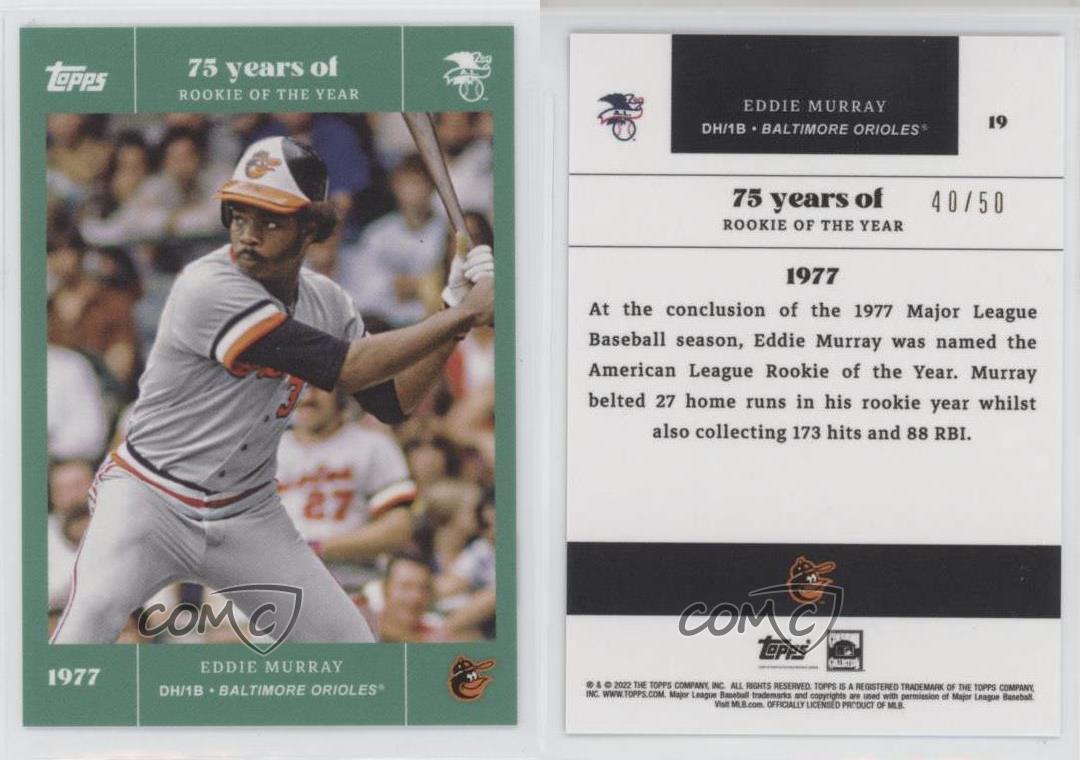 Topps
75 years of
ROOKIE OF THE YEAR
A.L.
3
27
COMC
1977
EDDIE MURRAY
DH/1B • BALTIMORE ORIOLES®
A.L.
EDDIE MURRAY
DH/1B • BALTIMORE ORIOLES®
19
75 years of
ROOKIE OF THE YEAR
40/50
1977
At the conclusion of the 1977 Major League
Baseball season, Eddie Murray was named the
American League Rookie of the Year. Murray
belted 27 home runs in his rookie year whilst
also collecting 173 hits and 88 RBI.
COMC
Topps®
® & © 2022 THE TOPPS COMPANY, INC. ALL RIGHTS RESERVED. TOPPS IS A REGISTERED TRADEMARK OF THE TOPPS COMPANY,
INC. WWW.TOPPS.COM. Major League Baseball trademarks and copyrights are used with permission of Major League Baseball.
Visit MLB.com. OFFICIALLY LICENSED PRODUCT OF MLB.